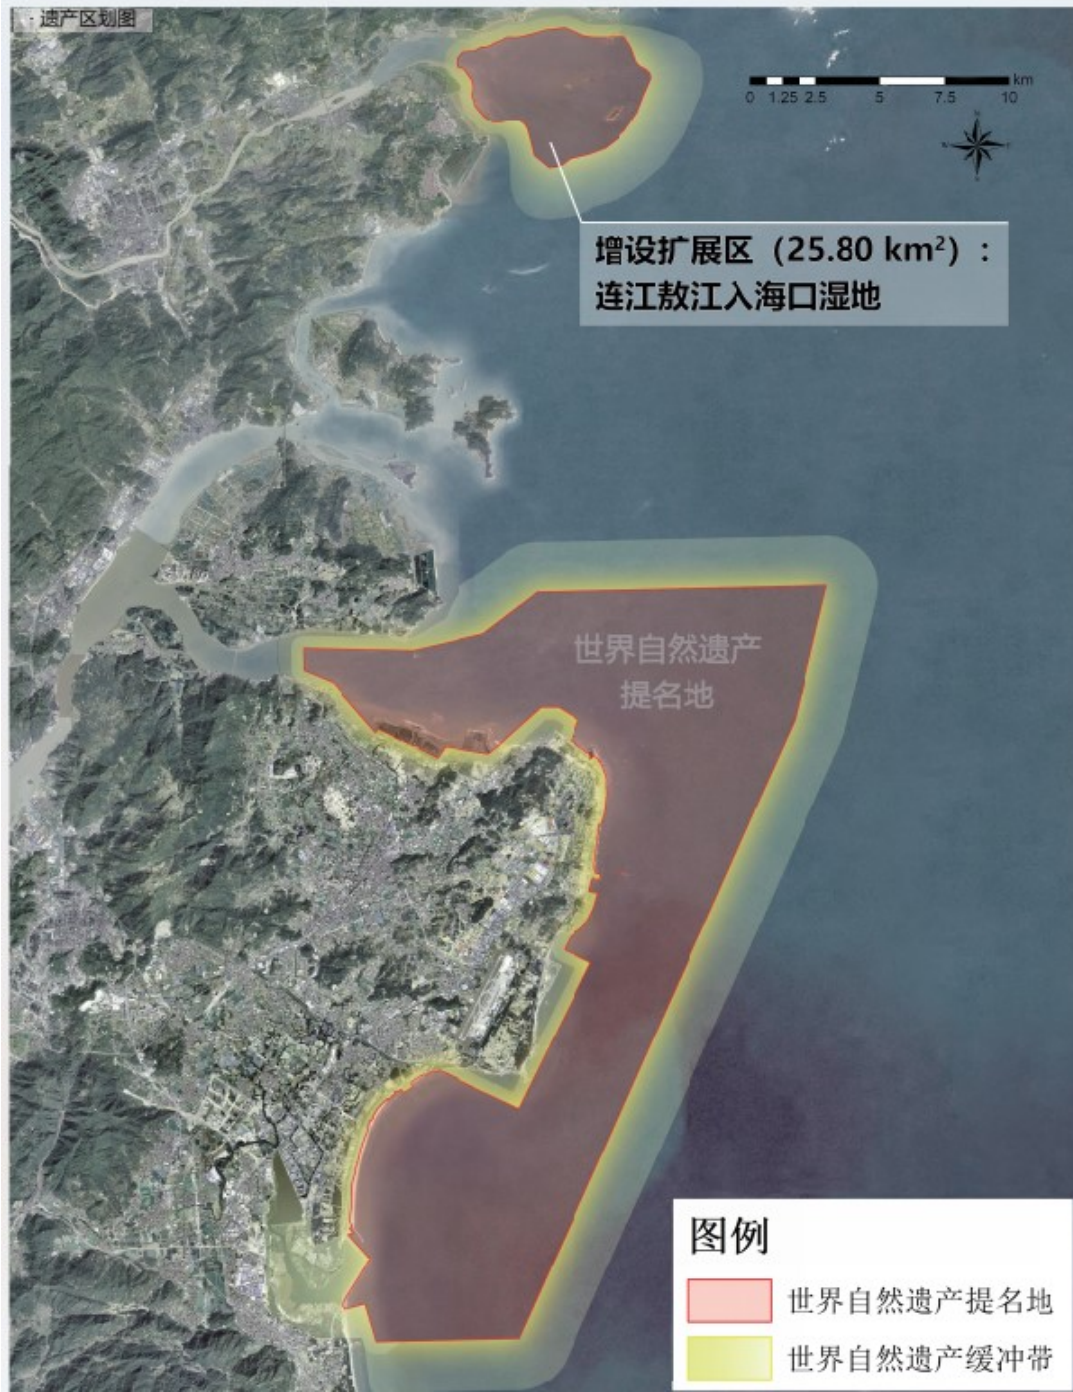 · 遗产区划图
km
0 1.25 2.5 5 7.5 10
增设扩展区（25.80 km²）：
连江敖江入海口湿地
世界自然遗产
提名地
图例
世界自然遗产提名地
世界自然遗产缓冲带